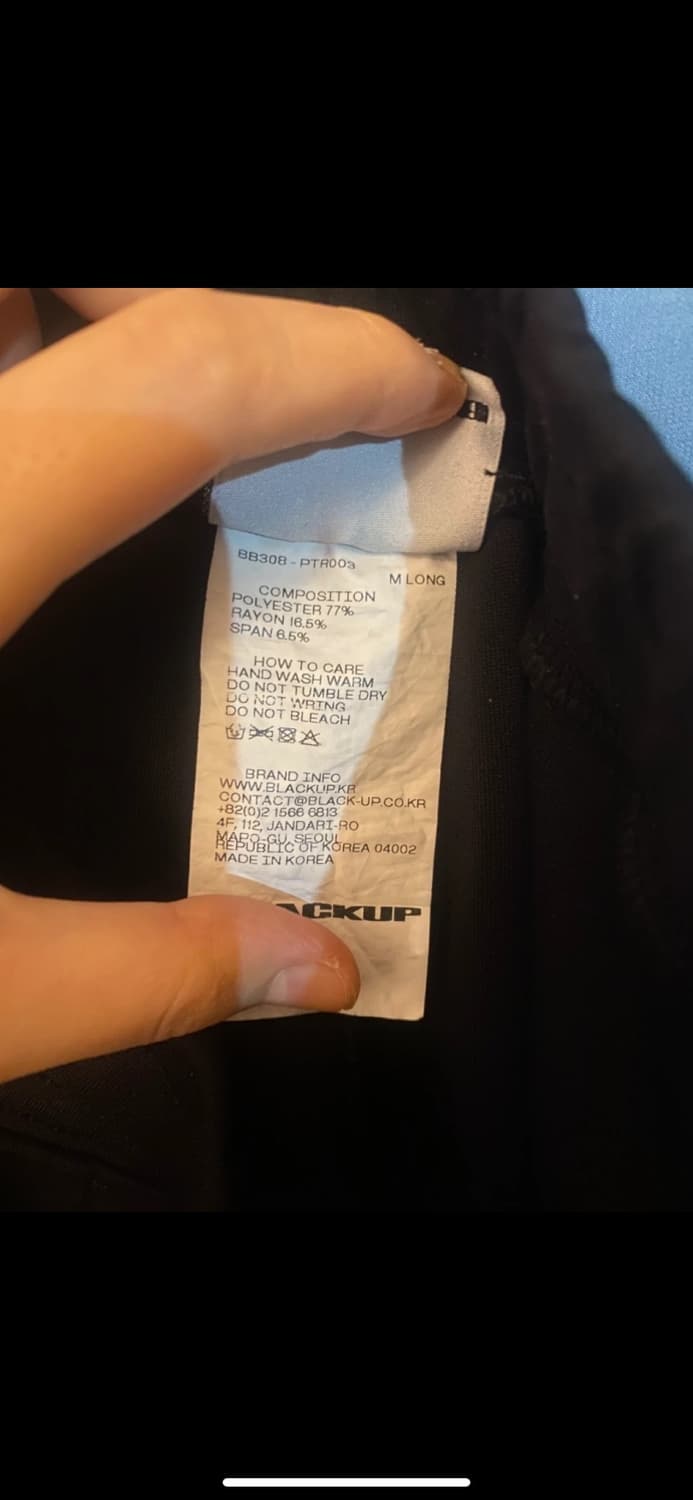 BB308-PTR003
M LONG
COMPOSITION
POLYESTER 77%
RAYON 16.5%
SPAN 6.5%
HOW TO CARE
HAND WASH WARM
DO NOT TUMBLE DRY
DO NOT WRING
DO NOT BLEACH
BRAND INFO
WWW.BLACKUP.KR
CONTACT@BLACK-UP.CO.KR
+82(0)2 1566 6813
4F, 112, JANDARI-RO
MAPO-GU, SEOUL
REPUBLIC OF KOREA 04002
MADE IN KOREA
ACKUP